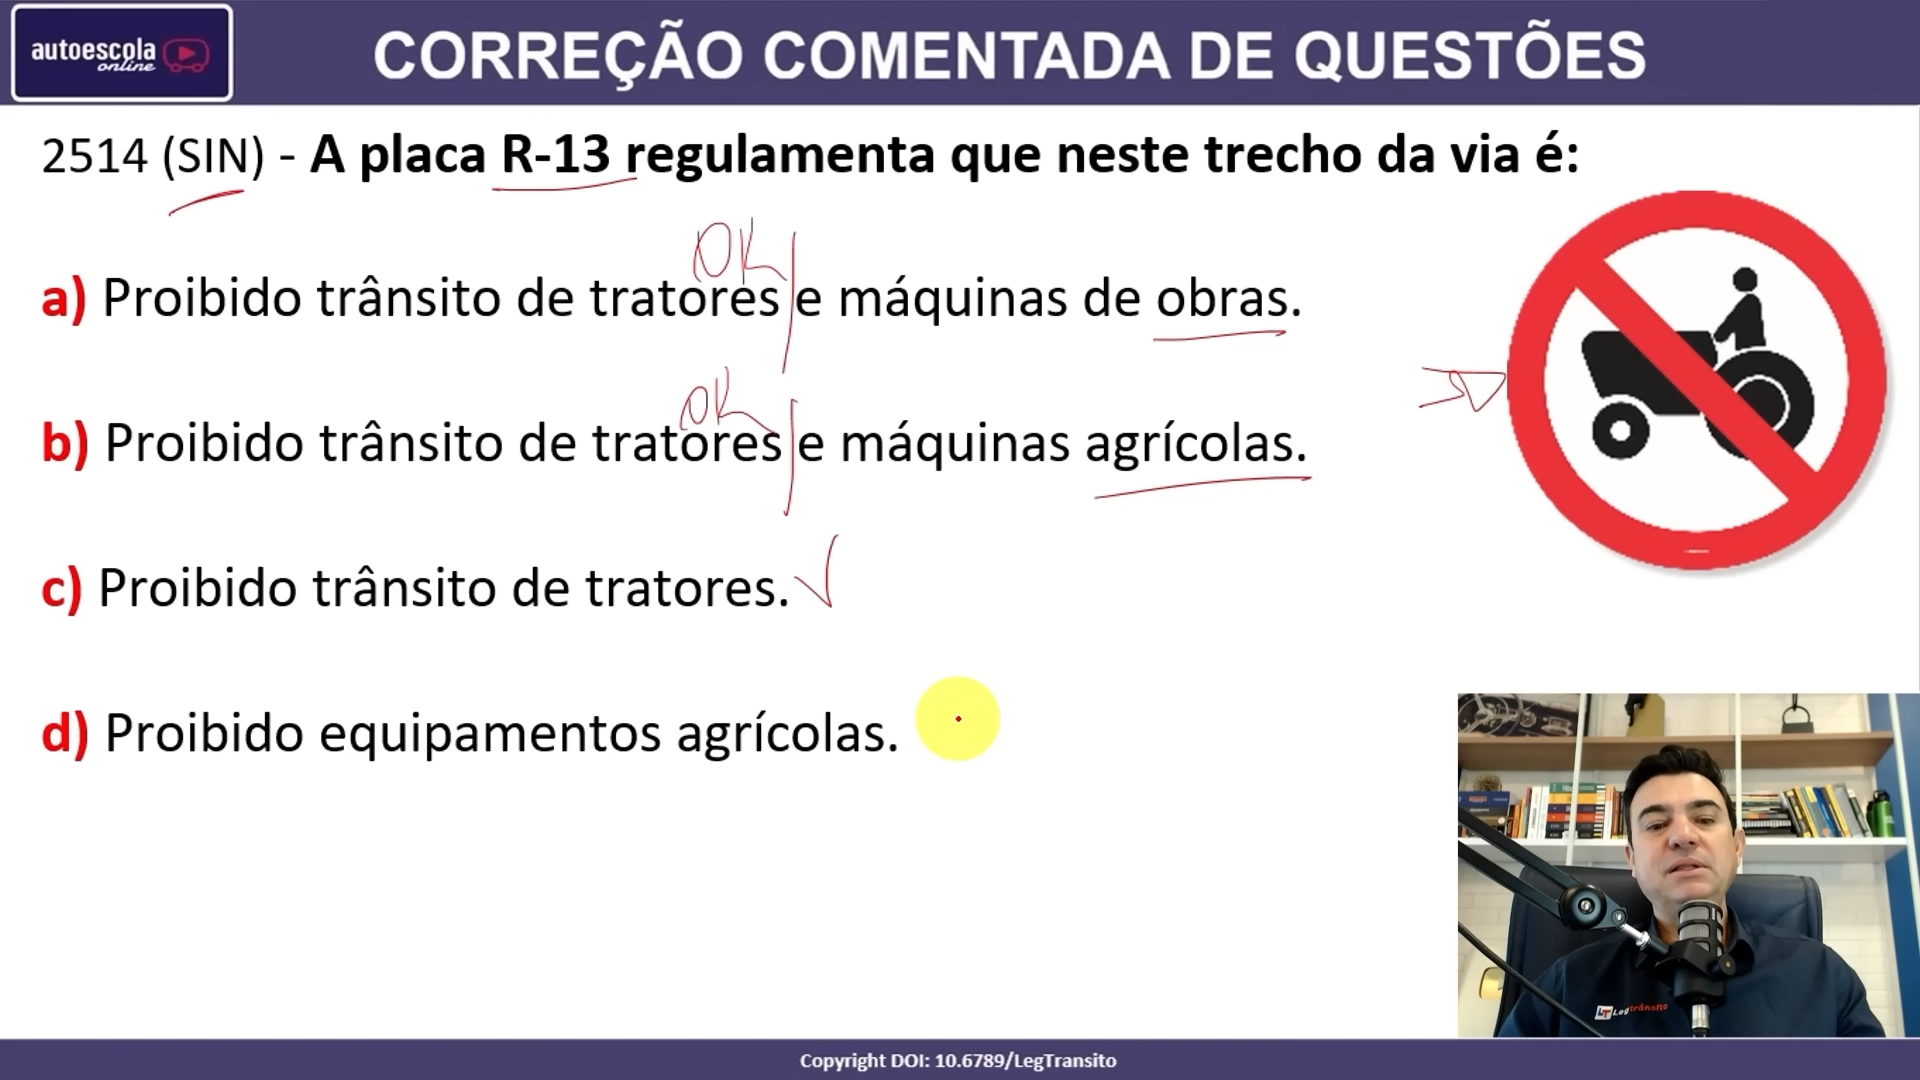 autoescola
online
CORREÇÃO COMENTADA DE QUESTÕES
2514 (SIN) - A placa R-13 regulamenta que neste trecho da via é:
OK
a) Proibido trânsito de tratores e máquinas de obras.
OK
b) Proibido trânsito de tratores e máquinas agrícolas.
c) Proibido trânsito de tratores.
d) Proibido equipamentos agrícolas.
LT Legtrânsito
Copyright DOI: 10.6789/LegTransito